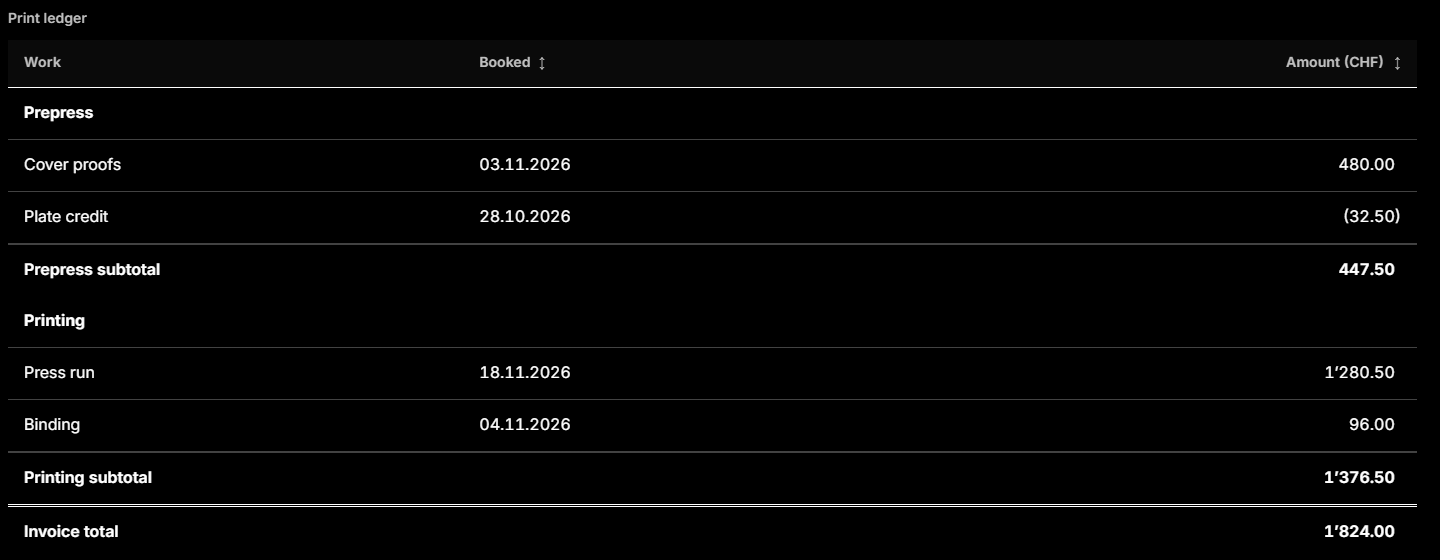 Print ledger
Work Booked ↕ Amount (CHF) ↕
Prepress
Cover proofs 03.11.2026 480.00
Plate credit 28.10.2026 (32.50)
Prepress subtotal 447.50
Printing
Press run 18.11.2026 1’280.50
Binding 04.11.2026 96.00
Printing subtotal 1’376.50
Invoice total 1’824.00